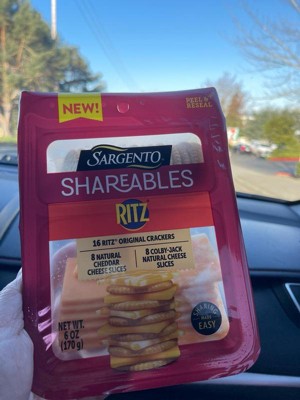 NEW!
PEEL &
RESEAL
SARGENTO
SHAREABLES
RITZ
16 RITZ® ORIGINAL CRACKERS
8 NATURAL
CHEDDAR
CHEESE SLICES
8 COLBY-JACK
NATURAL CHEESE
SLICES
NET WT.
6 OZ
(170 g)
EASY